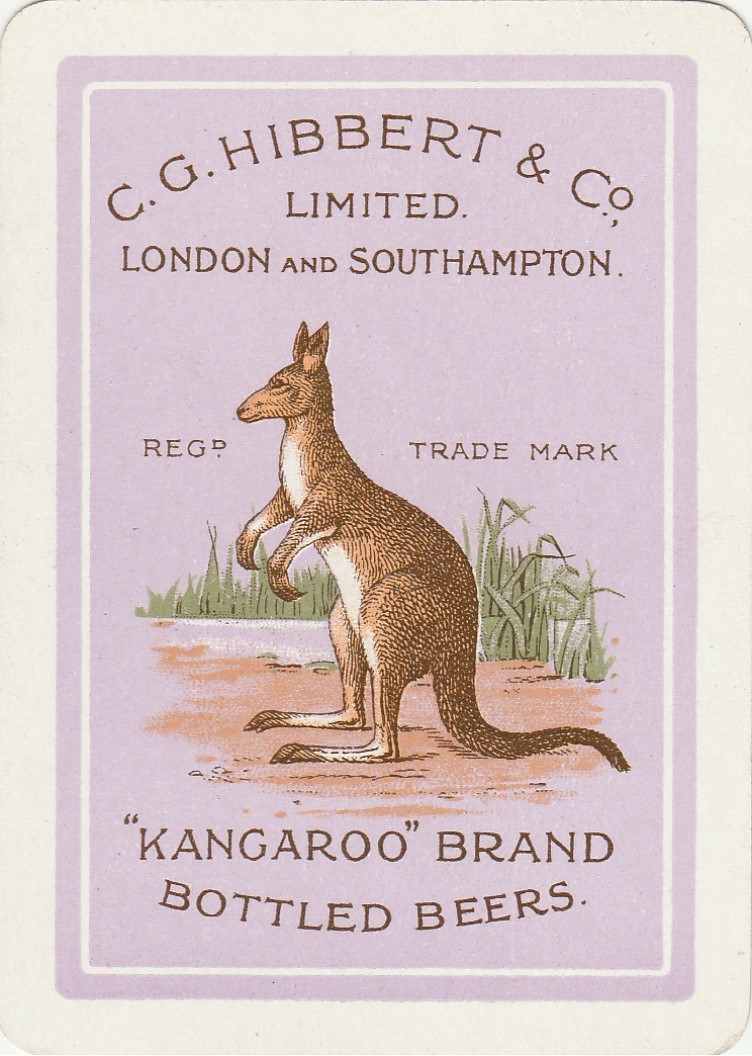 C. G. HIBBERT & Co.,
LIMITED.
LONDON AND SOUTHAMPTON.
REGD. TRADE MARK
"KANGAROO" BRAND
BOTTLED BEERS.